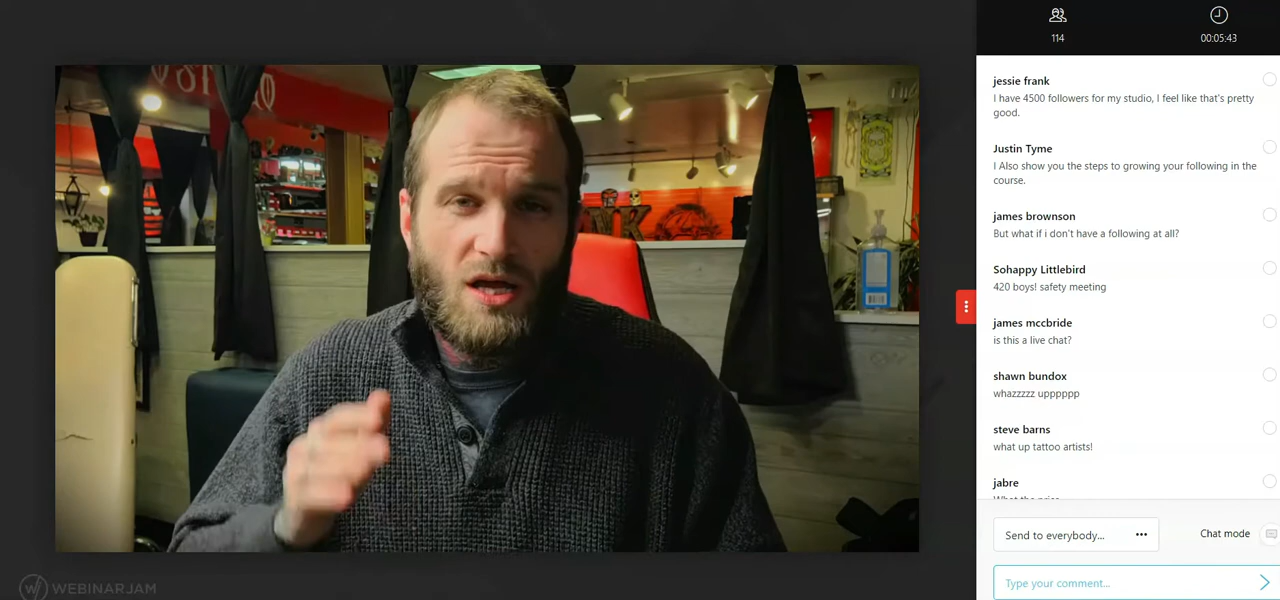 114
00:05:43
jessie frank
I have 4500 followers for my studio, I feel like that's pretty
good.
Justin Tyme
I Also show you the steps to growing your following in the
course.
james brownson
But what if i don't have a following at all?
Sohappy Littlebird
420 boys! safety meeting
james mccbride
is this a live chat?
shawn bundox
whazzzzz upppppp
steve barns
what up tattoo artists!
jabre
Send to everybody... •••
Chat mode
Type your comment...
WEBINARJAM